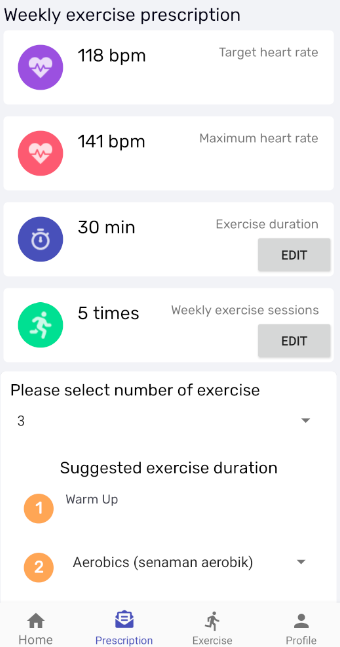 Weekly exercise prescription
118 bpm
Target heart rate
141 bpm
Maximum heart rate
30 min
Exercise duration
EDIT
5 times
Weekly exercise sessions
EDIT
Please select number of exercise
3
Suggested exercise duration
1
Warm Up
2
Aerobics (senaman aerobik)
Home
Prescription
Exercise
Profile